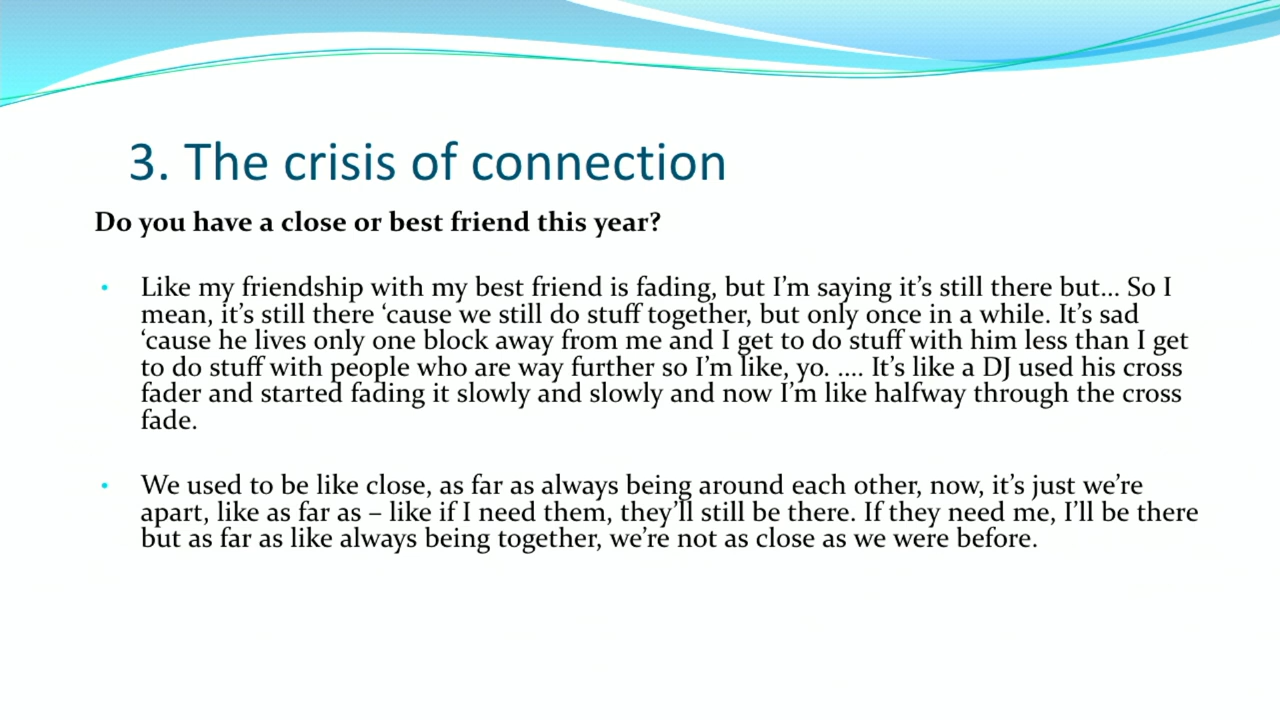 3. The crisis of connection
Do you have a close or best friend this year?
• Like my friendship with my best friend is fading, but I’m saying it’s still there but… So I
mean, it’s still there ‘cause we still do stuff together, but only once in a while. It’s sad
‘cause he lives only one block away from me and I get to do stuff with him less than I get
to do stuff with people who are way further so I’m like, yo. …. It’s like a DJ used his cross
fader and started fading it slowly and slowly and now I’m like halfway through the cross
fade.
• We used to be like close, as far as always being around each other, now, it’s just we’re
apart, like as far as – like if I need them, they’ll still be there. If they need me, I’ll be there
but as far as like always being together, we’re not as close as we were before.